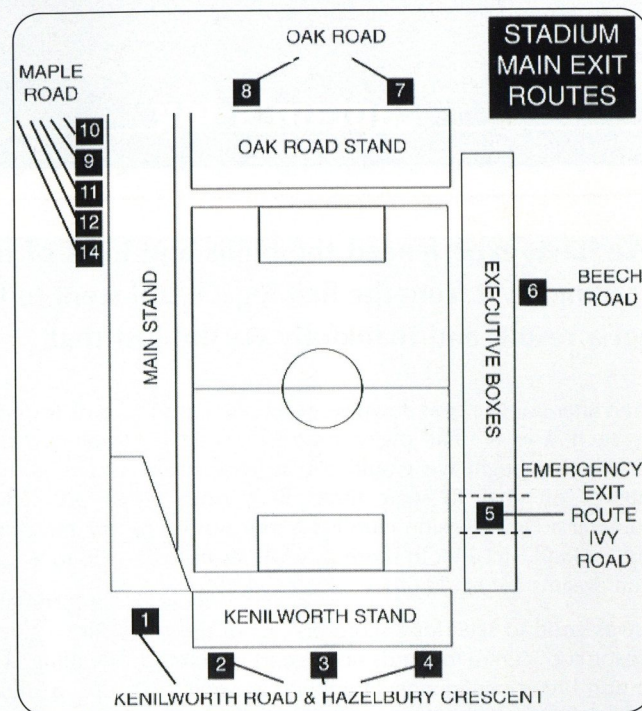 OAK ROAD
STADIUM
MAIN EXIT
ROUTES
MAPLE
ROAD
8
7
10
9
11
12
14
OAK ROAD STAND
MAIN STAND
EXECUTIVE BOXES
6
BEECH
ROAD
5
EMERGENCY
EXIT
ROUTE
IVY
ROAD
KENILWORTH STAND
1
2
3
4
KENILWORTH ROAD & HAZELBURY CRESCENT